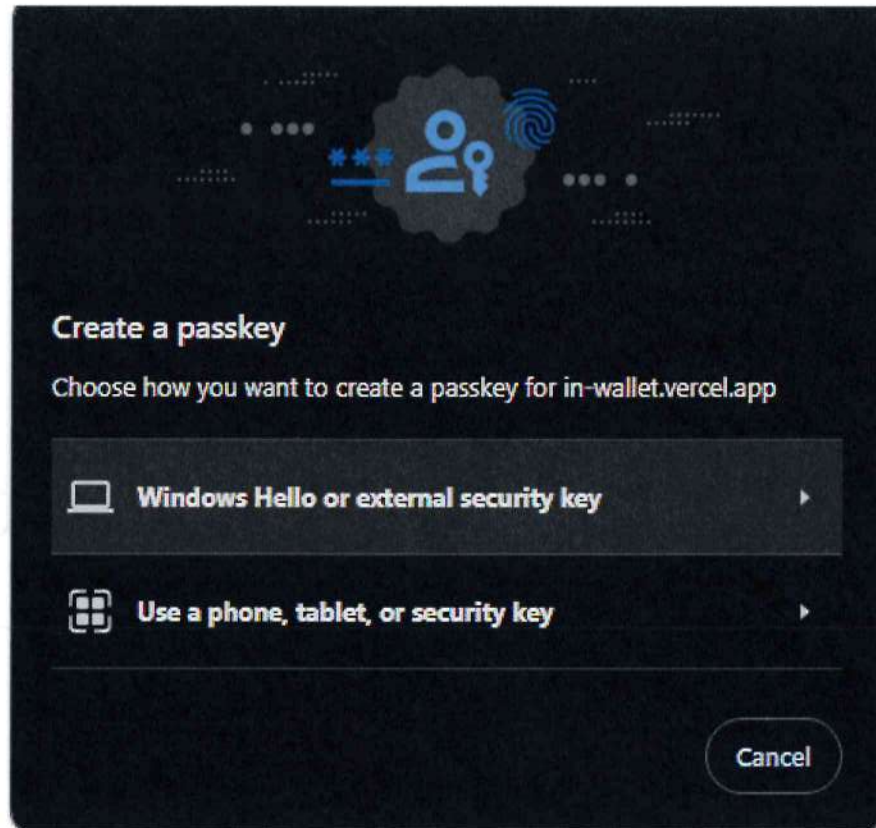 ***
Create a passkey
Choose how you want to create a passkey for in-wallet.vercel.app
Windows Hello or external security key
Use a phone, tablet, or security key
Cancel